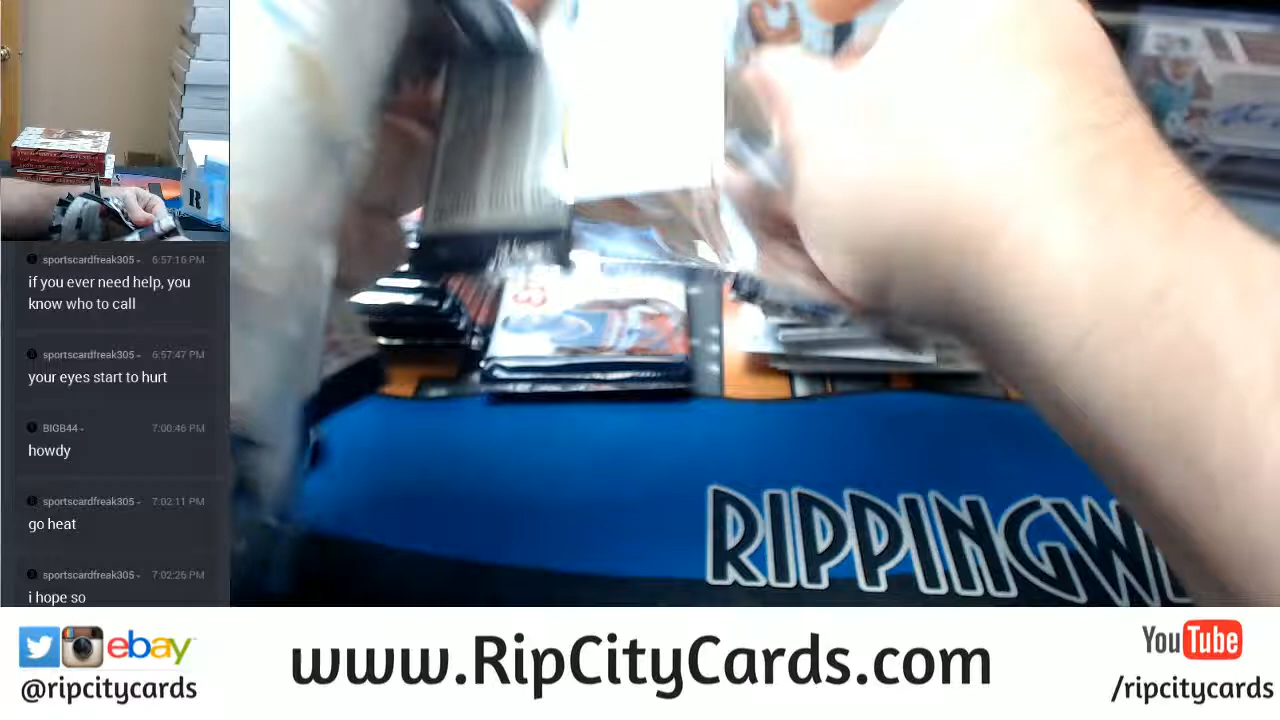 sportscardfreak305 6:57:16 PM
if you ever need help, you
know who to call
sportscardfreak305 6:57:47 PM
your eyes start to hurt
BIGB44 7:00:46 PM
howdy
sportscardfreak305 7:02:11 PM
go heat
sportscardfreak305 7:02:26 PM
i hope so
R
RIPPINGW
ebay
@ripcitycards
www.RipCityCards.com
YouTube
/ripcitycards